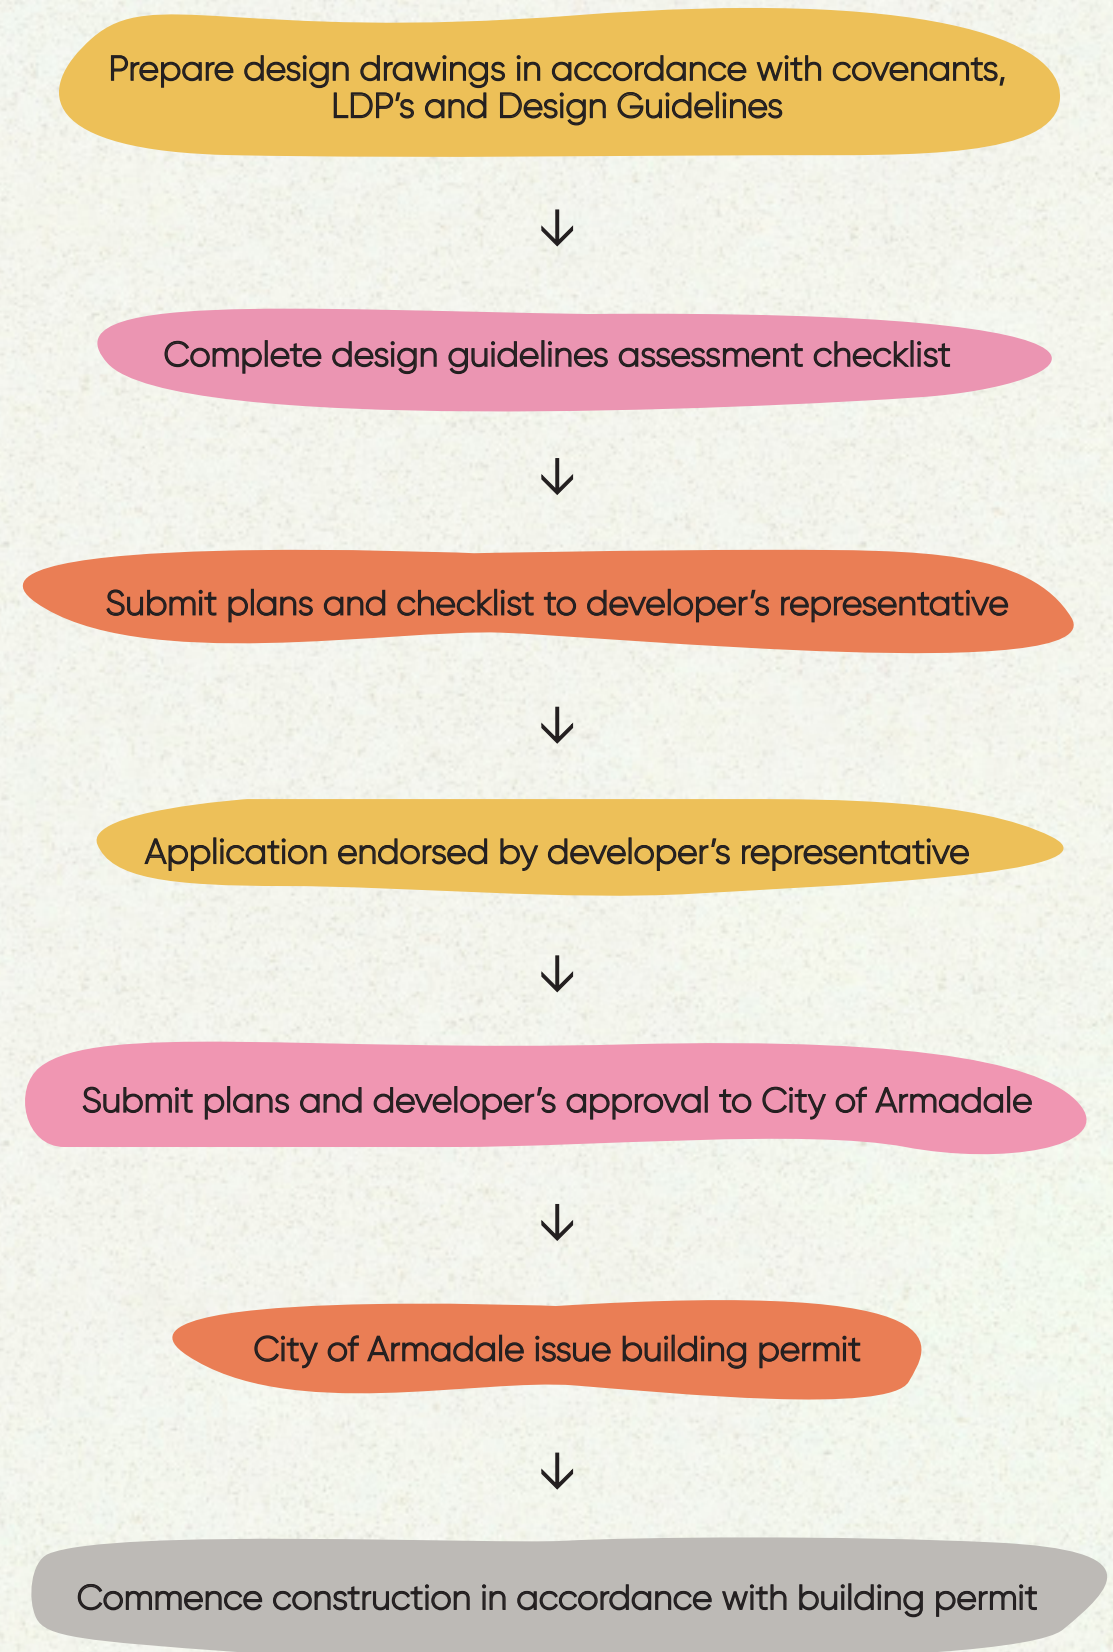 Prepare design drawings in accordance with covenants,
LDP’s and Design Guidelines
Complete design guidelines assessment checklist
Submit plans and checklist to developer’s representative
Application endorsed by developer’s representative
Submit plans and developer’s approval to City of Armadale
City of Armadale issue building permit
Commence construction in accordance with building permit